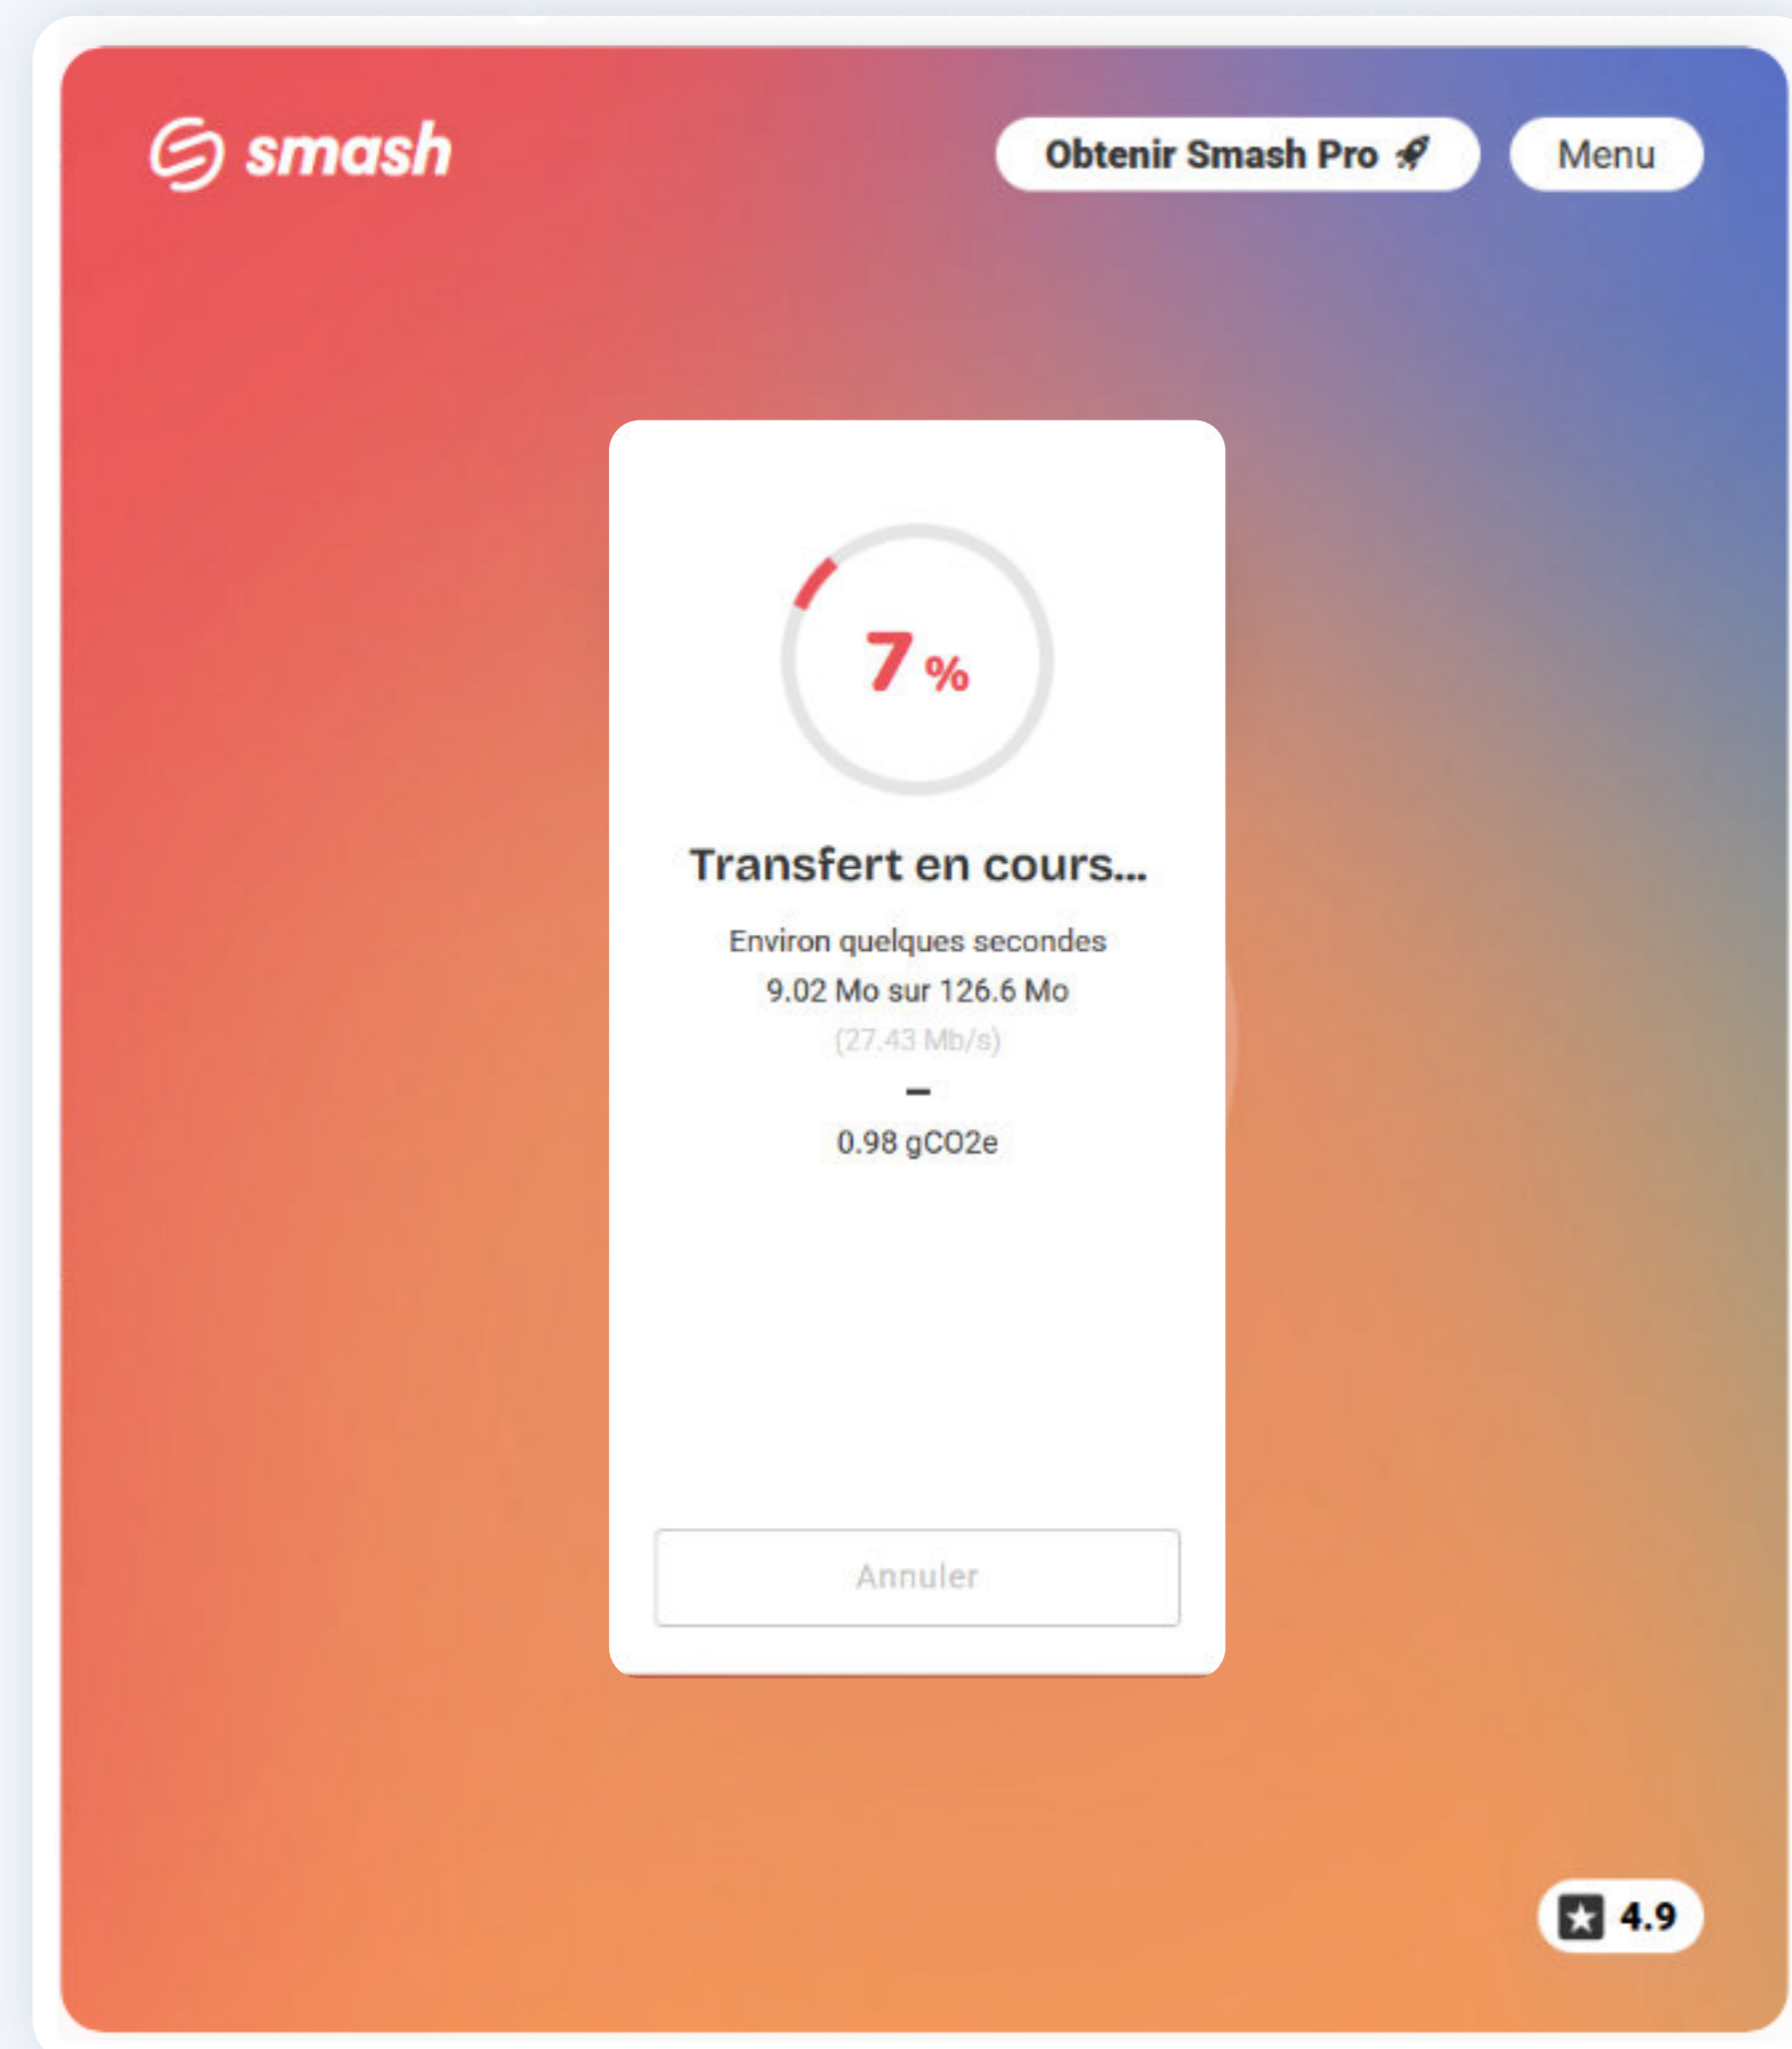 smash
Obtenir Smash Pro 🚀
Menu
7 %
Transfert en cours...
Environ quelques secondes
9.02 Mo sur 126.6 Mo
(27.43 Mb/s)
–
0.98 gCO2e
Annuler
4.9